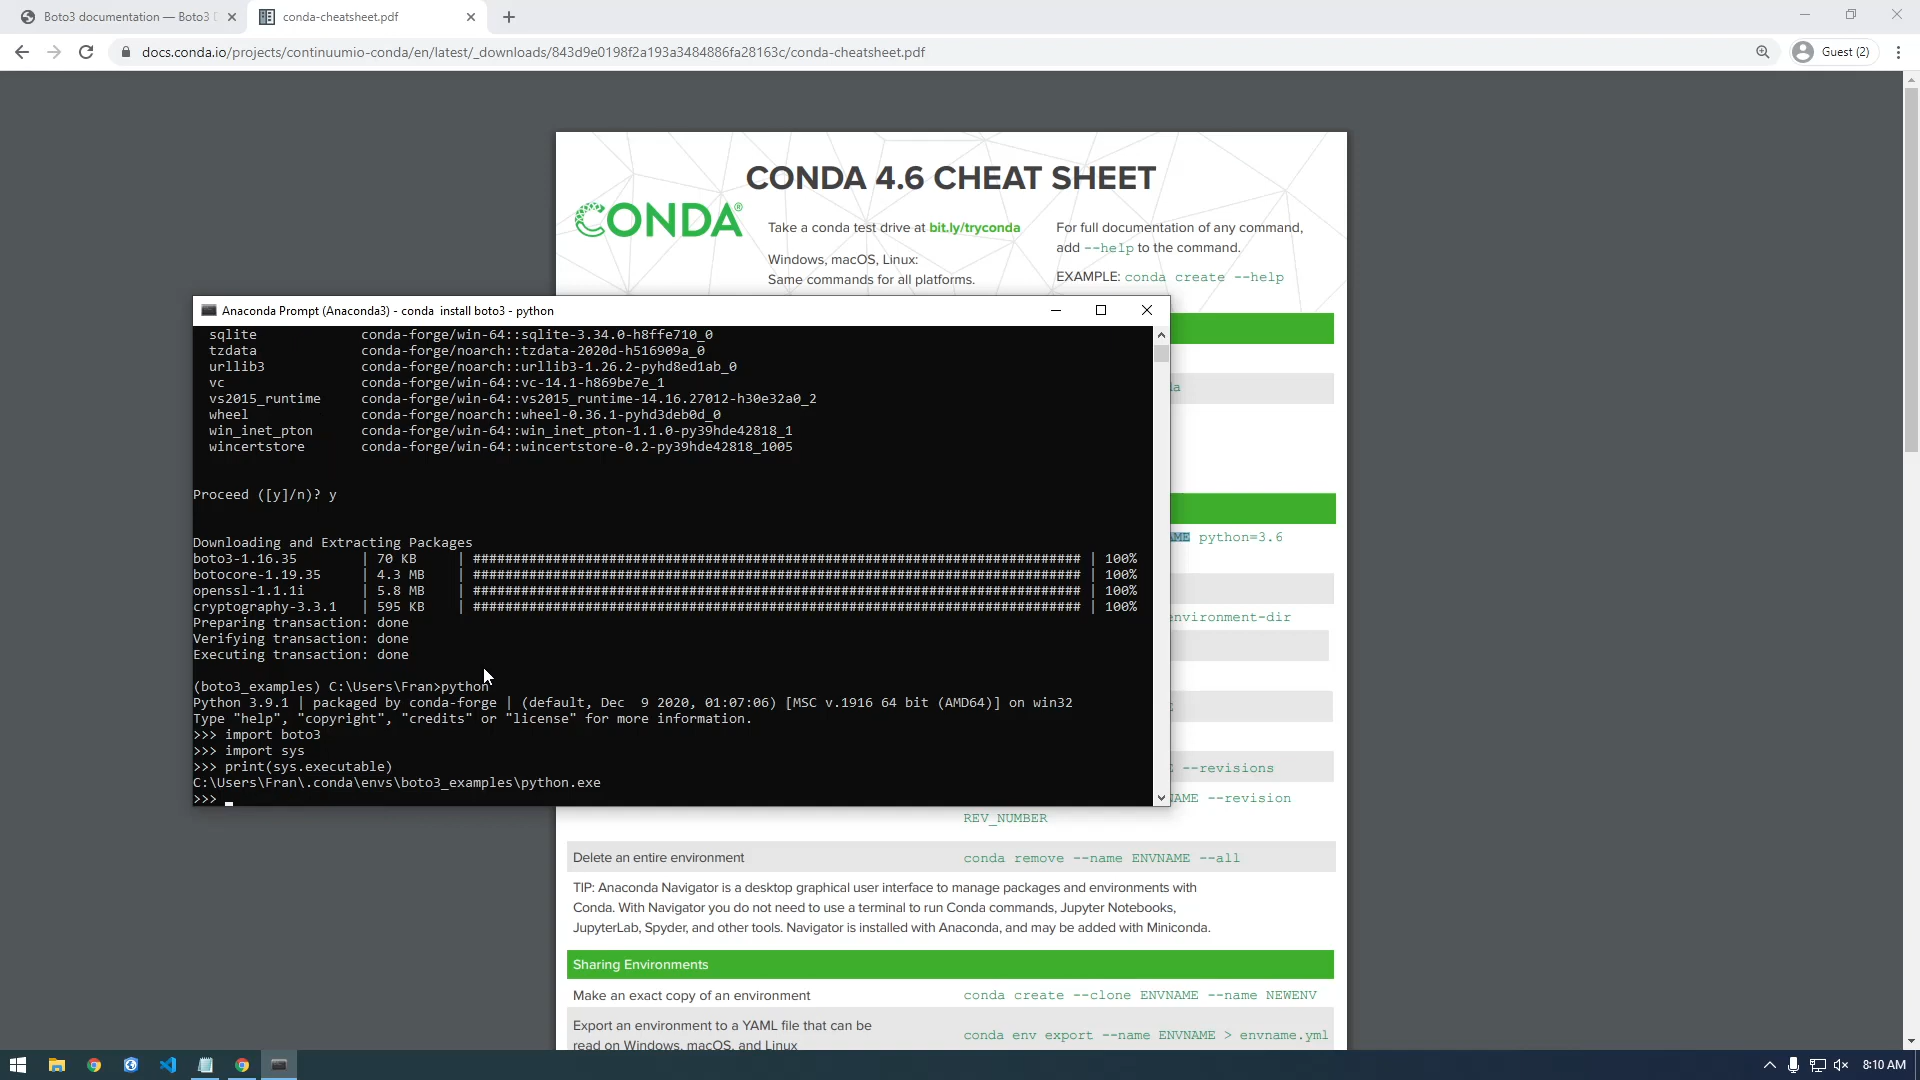 Boto3 documentation — Boto3 D
conda-cheatsheet.pdf
docs.conda.io/projects/continuumio-conda/en/latest/_downloads/843d9e0198f2a193a3484886fa28163c/conda-cheatsheet.pdf
Guest (2)
CONDA 4.6 CHEAT SHEET
CONDA®
Take a conda test drive at bit.ly/tryconda
For full documentation of any command,
add --help to the command.
Windows, macOS, Linux:
Same commands for all platforms.
EXAMPLE: conda create --help
Anaconda Prompt (Anaconda3) - conda  install boto3 - python
sqlite conda-forge/win-64::sqlite-3.34.0-h8ffe710_0
tzdata conda-forge/noarch::tzdata-2020d-h516909a_0
urllib3 conda-forge/noarch::urllib3-1.26.2-pyhd8ed1ab_0
vc conda-forge/win-64::vc-14.1-h869be7e_1
vs2015_runtime conda-forge/win-64::vs2015_runtime-14.16.27012-h30e32a0_2
wheel conda-forge/noarch::wheel-0.36.1-pyhd3deb0d_0
win_inet_pton conda-forge/win-64::win_inet_pton-1.1.0-py39hde42818_1
wincertstore conda-forge/win-64::wincertstore-0.2-py39hde42818_1005
Proceed ([y]/n)? y
Downloading and Extracting Packages
boto3-1.16.35 | 70 KB | ############################################################################ | 100%
botocore-1.19.35 | 4.3 MB | ############################################################################ | 100%
openssl-1.1.1i | 5.8 MB | ############################################################################ | 100%
cryptography-3.3.1 | 595 KB | ############################################################################ | 100%
Preparing transaction: done
Verifying transaction: done
Executing transaction: done
(boto3_examples) C:\Users\Fran>python
Python 3.9.1 | packaged by conda-forge | (default, Dec  9 2020, 01:07:06) [MSC v.1916 64 bit (AMD64)] on win32
Type "help", "copyright", "credits" or "license" for more information.
>>> import boto3
>>> import sys
>>> print(sys.executable)
C:\Users\Fran\.conda\envs\boto3_examples\python.exe
>>>
da
AME python=3.6
environment-dir
E
E --revisions
NAME --revision
REV_NUMBER
Delete an entire environment
conda remove --name ENVNAME --all
TIP: Anaconda Navigator is a desktop graphical user interface to manage packages and environments with
Conda. With Navigator you do not need to use a terminal to run Conda commands, Jupyter Notebooks,
JupyterLab, Spyder, and other tools. Navigator is installed with Anaconda, and may be added with Miniconda.
Sharing Environments
Make an exact copy of an environment
conda create --clone ENVNAME --name NEWENV
Export an environment to a YAML file that can be
read on Windows, macOS, and Linux
conda env export --name ENVNAME > envname.yml
8:10 AM